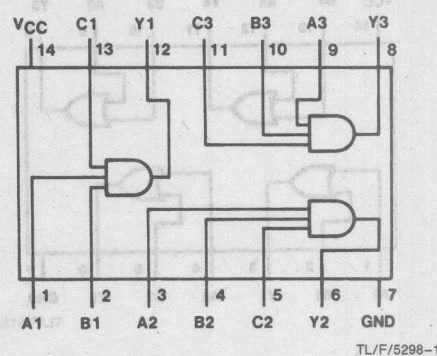 VCC C1 Y1 C3 B3 A3 Y3
14 13 12 11 10 9 8
1 2 3 4 5 6 7
A1 B1 A2 B2 C2 Y2 GND
TL/F/5298-1